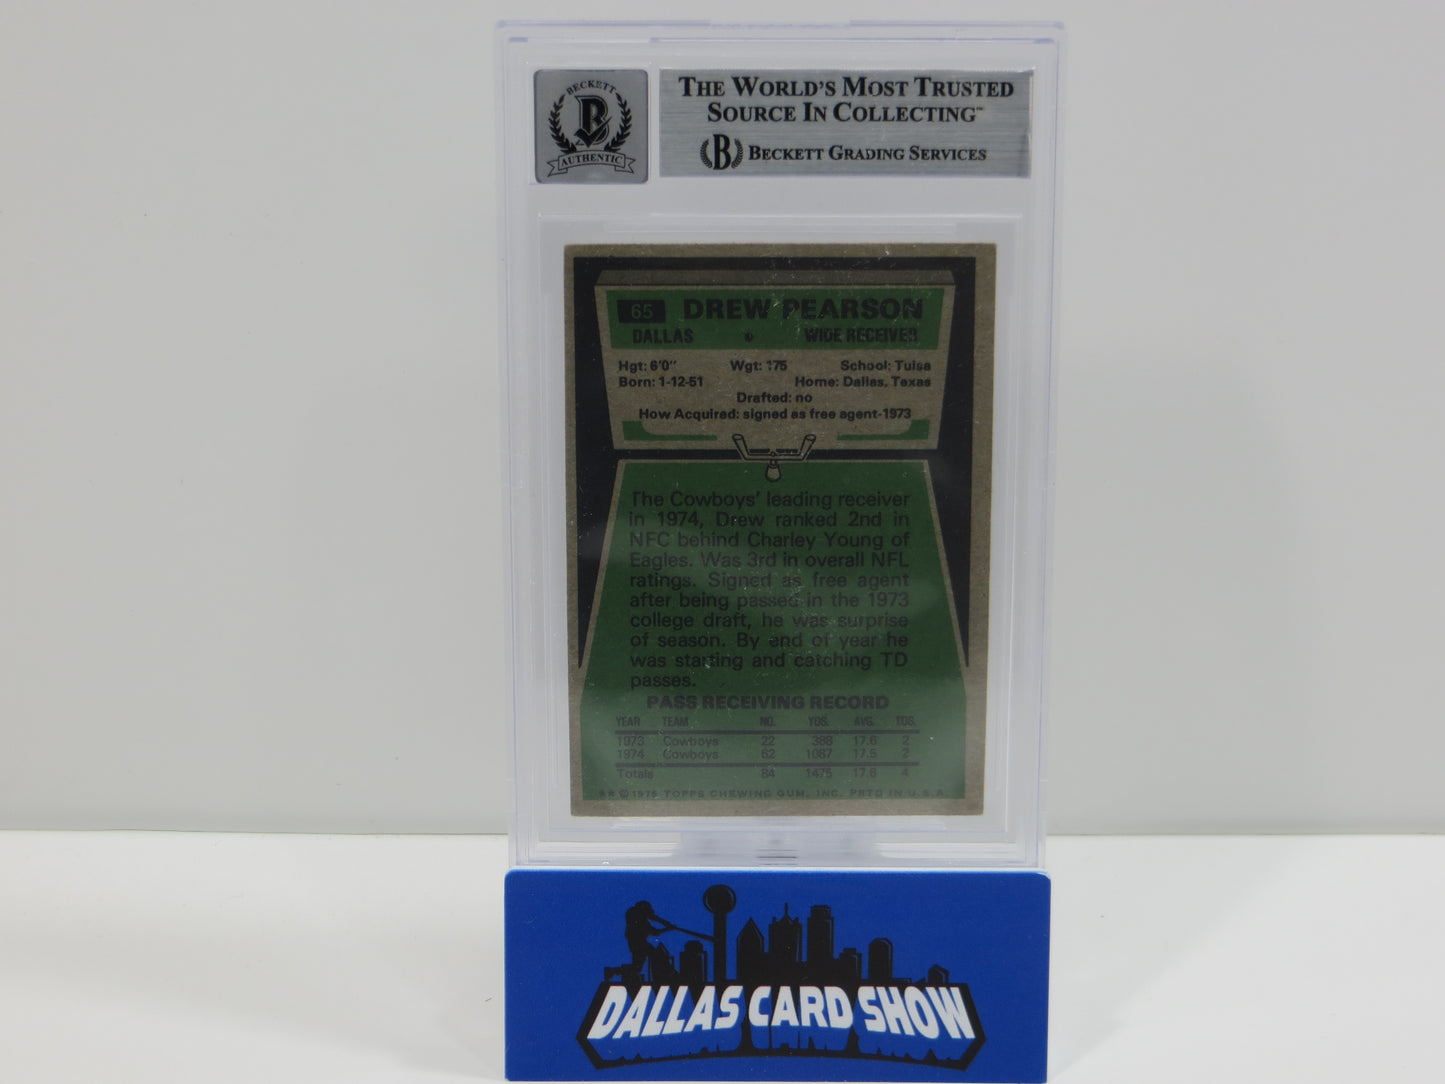 BECKETT
B
AUTHENTIC
THE WORLD'S MOST TRUSTED
SOURCE IN COLLECTING™
B BECKETT GRADING SERVICES
65 DREW PEARSON
DALLAS WIDE RECEIVER
Hgt: 6'0" Wgt: 175 School: Tulsa
Born: 1-12-51 Home: Dallas, Texas
Drafted: no
How Acquired: signed as free agent-1973
The Cowboys' leading receiver
in 1974, Drew ranked 2nd in
NFC behind Charley Young of
Eagles. Was 3rd in overall NFL
ratings. Signed as free agent
after being passed in the 1973
college draft, he was surprise
of season. By end of year he
was starting and catching TD
passes.
PASS RECEIVING RECORD
YEAR TEAM NO. YDS. AVG. TDS.
1973 Cowboys 22 388 17.6 2
1974 Cowboys 62 1087 17.5 2
Totals 84 1475 17.6 4
© 1975 TOPPS CHEWING GUM, INC. PRTD IN U.S.A.
DALLAS CARD SHOW